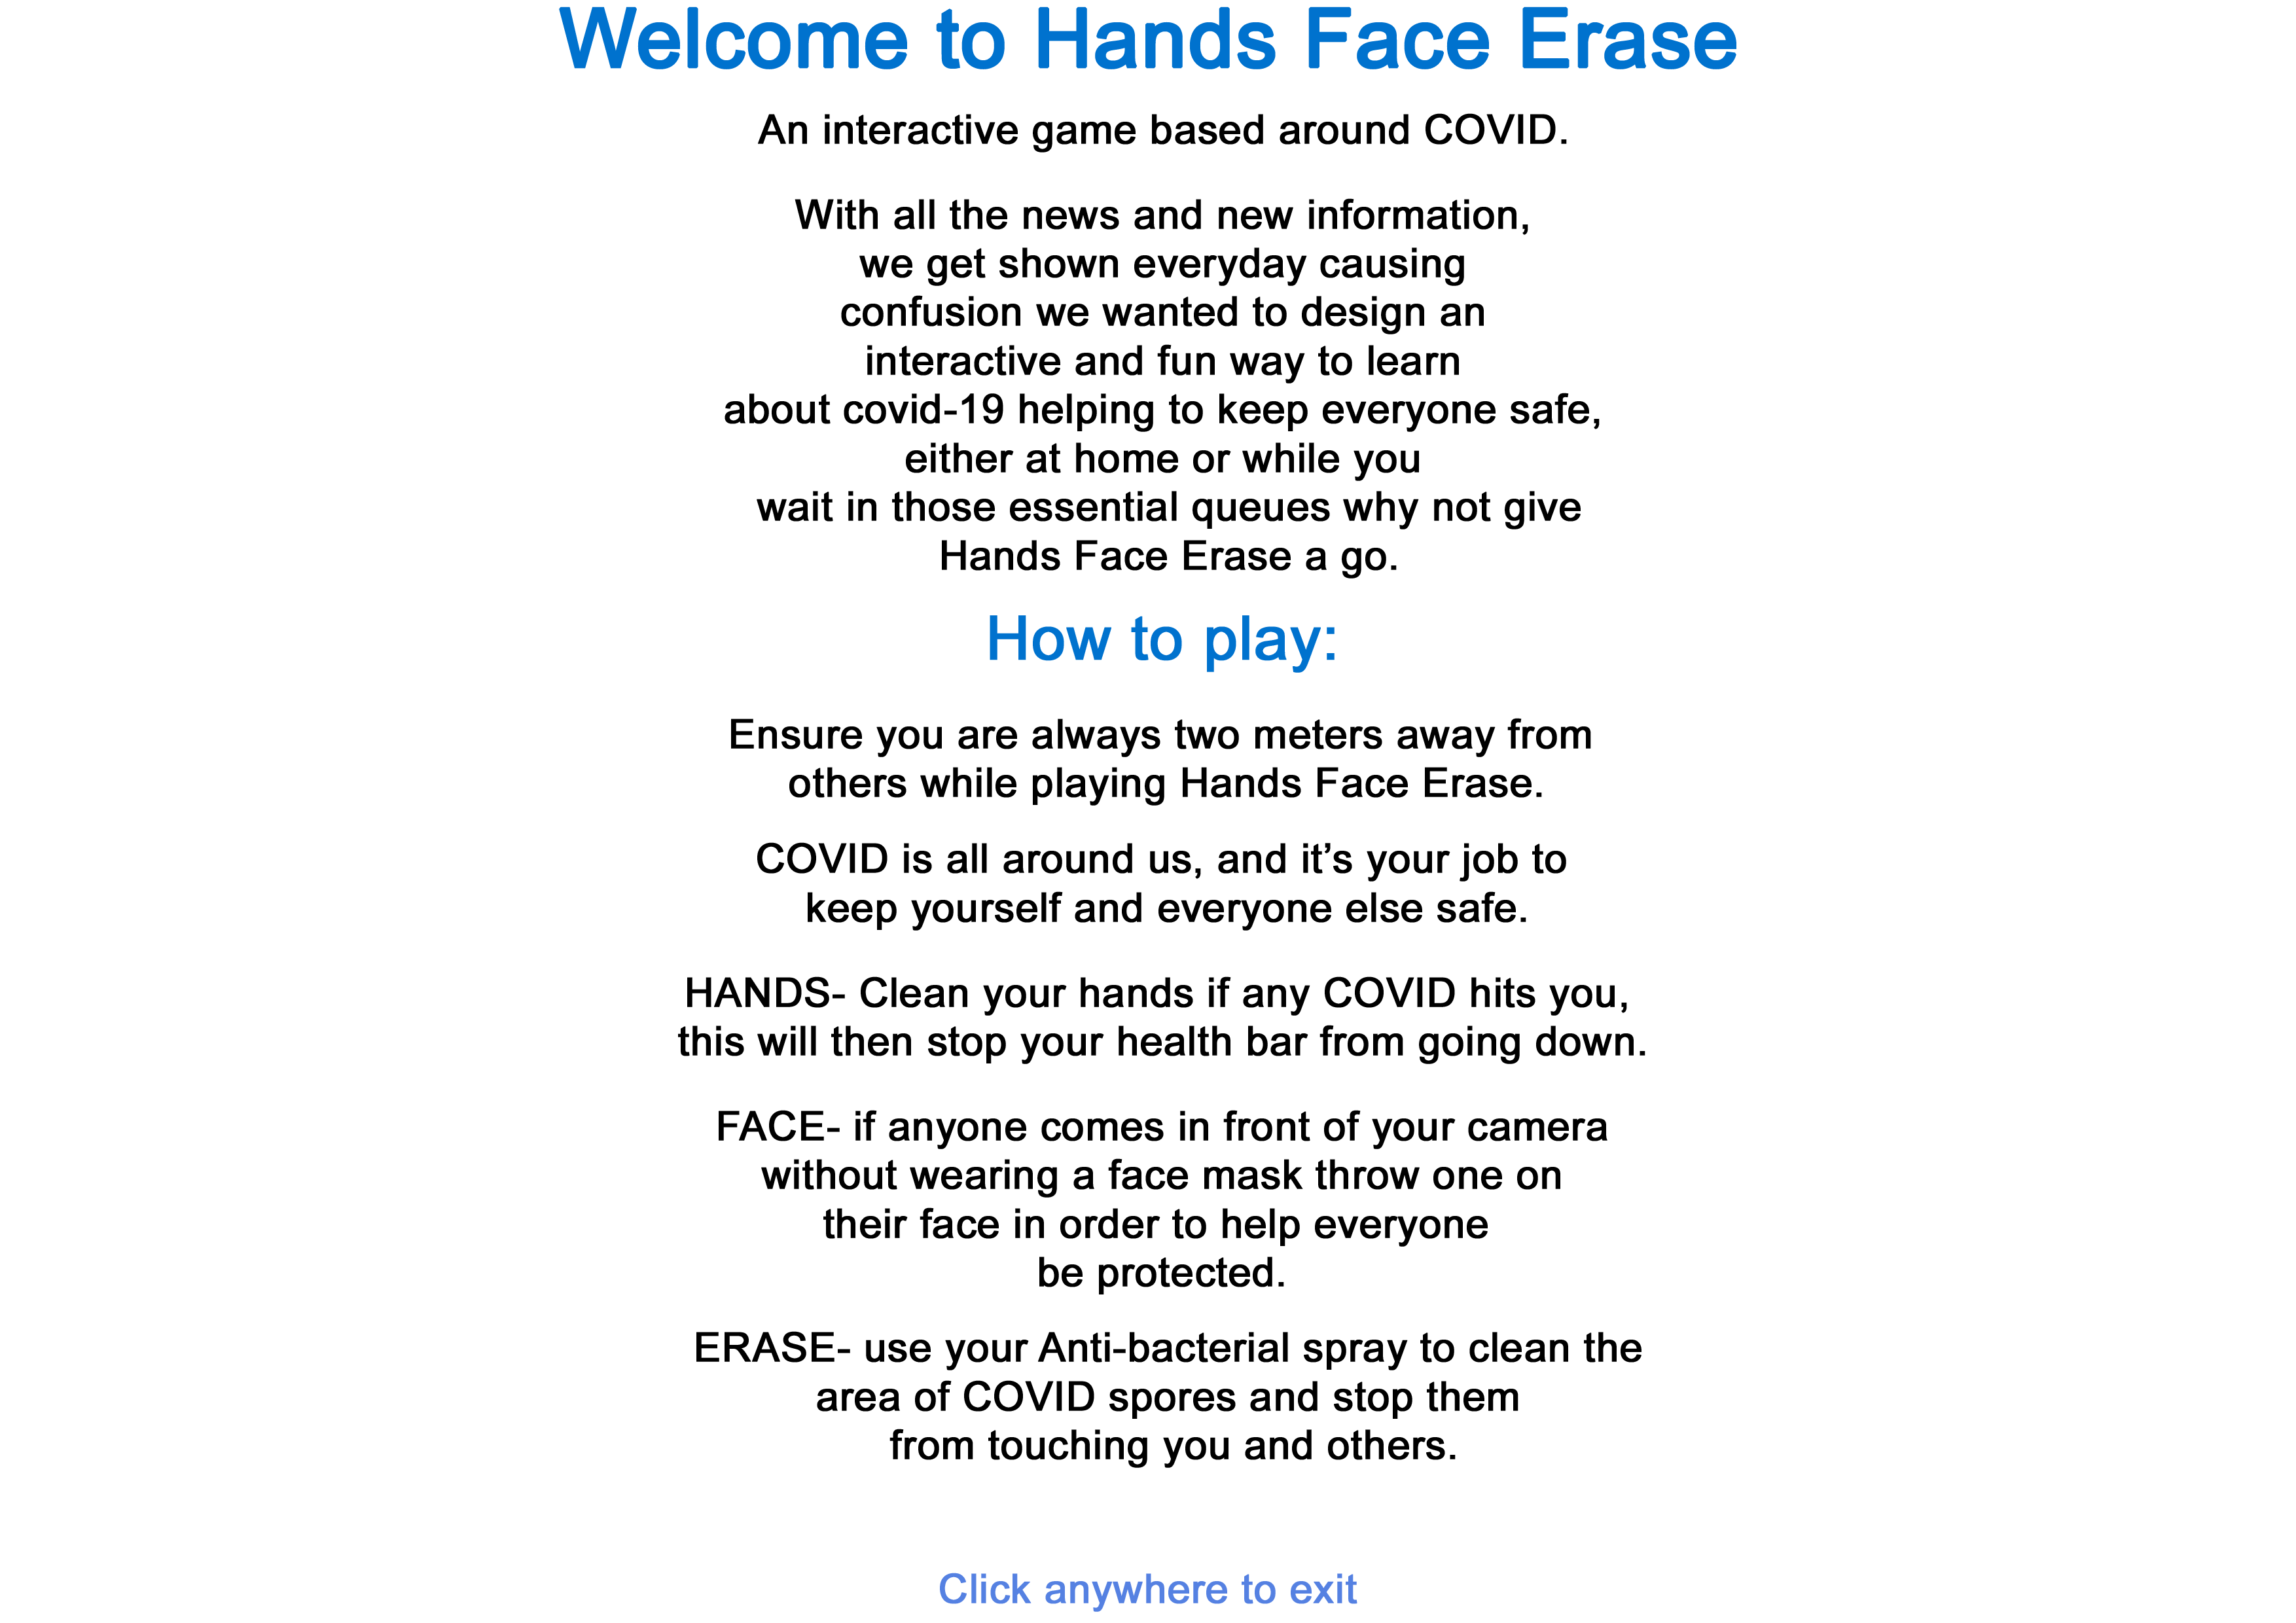 Welcome to Hands Face Erase
An interactive game based around COVID.
With all the news and new information,
we get shown everyday causing
confusion we wanted to design an
interactive and fun way to learn
about covid-19 helping to keep everyone safe,
either at home or while you
wait in those essential queues why not give
Hands Face Erase a go.
How to play:
Ensure you are always two meters away from
others while playing Hands Face Erase.
COVID is all around us, and it’s your job to
keep yourself and everyone else safe.
HANDS- Clean your hands if any COVID hits you,
this will then stop your health bar from going down.
FACE- if anyone comes in front of your camera
without wearing a face mask throw one on
their face in order to help everyone
be protected.
ERASE- use your Anti-bacterial spray to clean the
area of COVID spores and stop them
from touching you and others.
Click anywhere to exit